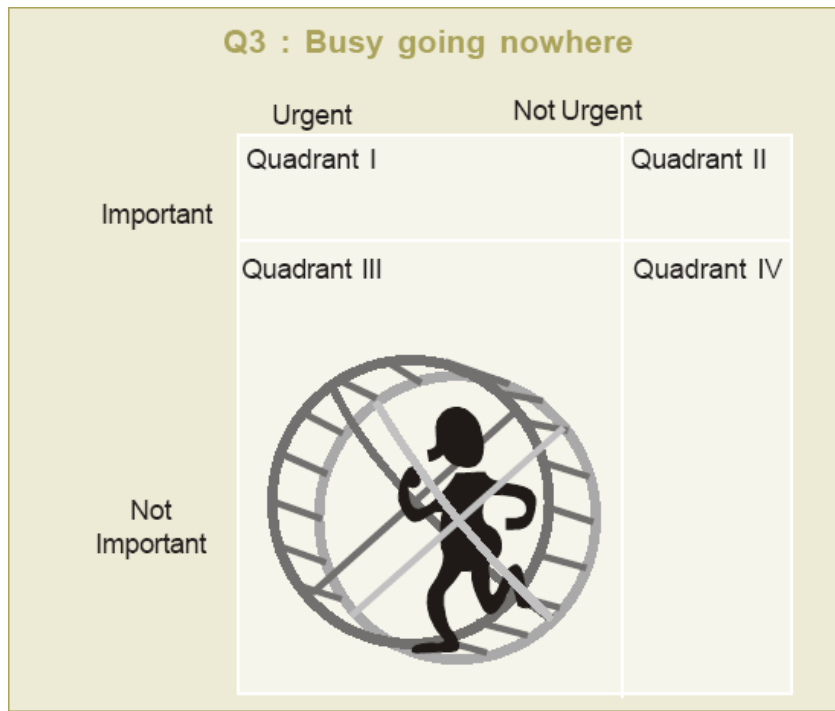 Q3 : Busy going nowhere
Urgent Not Urgent
Quadrant I Quadrant II
Important
Quadrant III Quadrant IV
Not
Important